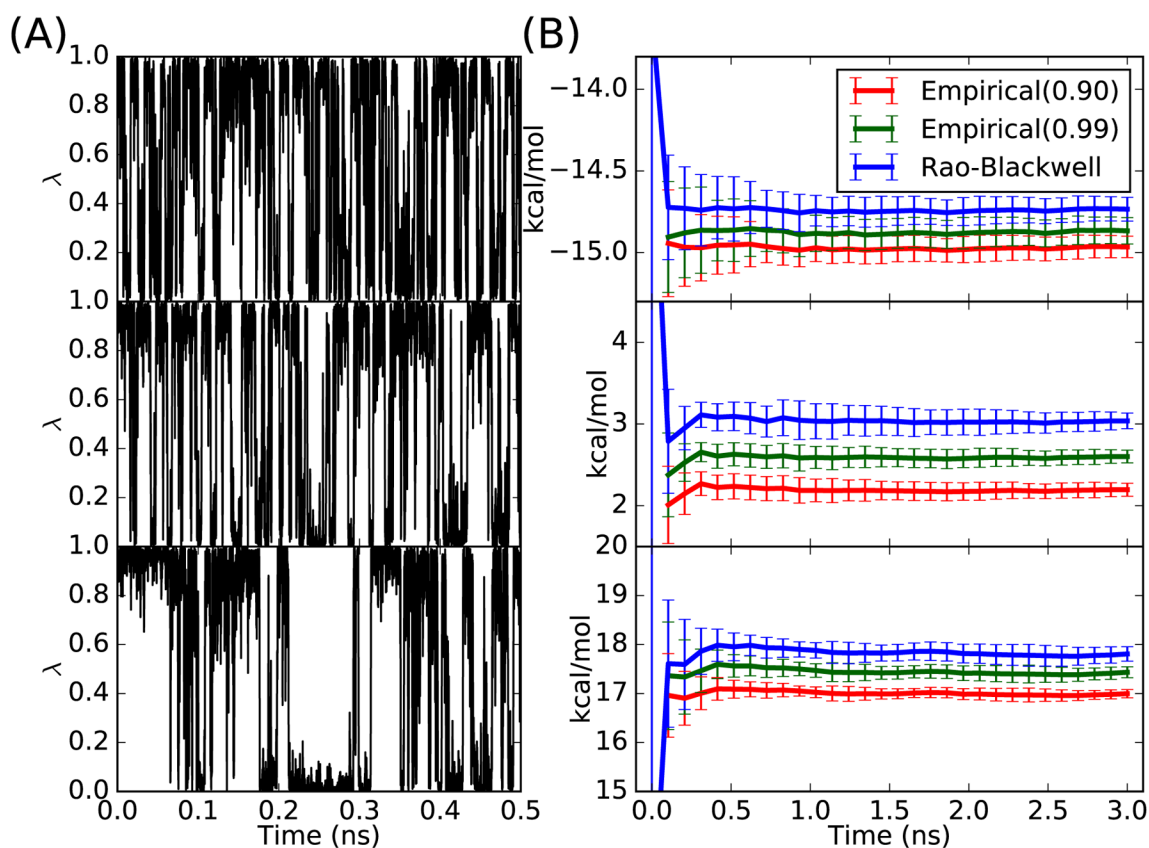 (A)
(B)
1.0
0.8
0.6
0.4
0.2
λ
1.0
0.8
0.6
0.4
0.2
λ
1.0
0.8
0.6
0.4
0.2
0.0
λ
0.0 0.1 0.2 0.3 0.4 0.5
Time (ns)
−14.0
−14.5
−15.0
kcal/mol
Empirical(0.90)
Empirical(0.99)
Rao-Blackwell
4
3
2
kcal/mol
20
18
17
16
15
kcal/mol
0.0 0.5 1.0 1.5 2.0 2.5 3.0
Time (ns)